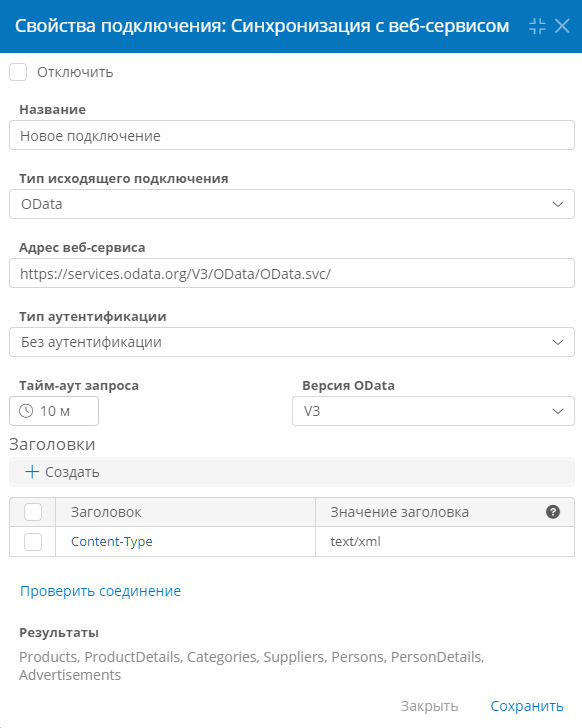 Свойства подключения: Синхронизация с веб-сервисом
Отключить
Название
Новое подключение
Тип исходящего подключения
OData
Адрес веб-сервиса
https://services.odata.org/V3/OData/OData.svc/
Тип аутентификации
Без аутентификации
Тайм-аут запроса
Версия OData
10 м
V3
Заголовки
Создать
Заголовок
Значение заголовка
?
Content-Type
text/xml
Проверить соединение
Результаты
Products, ProductDetails, Categories, Suppliers, Persons, PersonDetails,
Advertisements
Закрыть
Сохранить